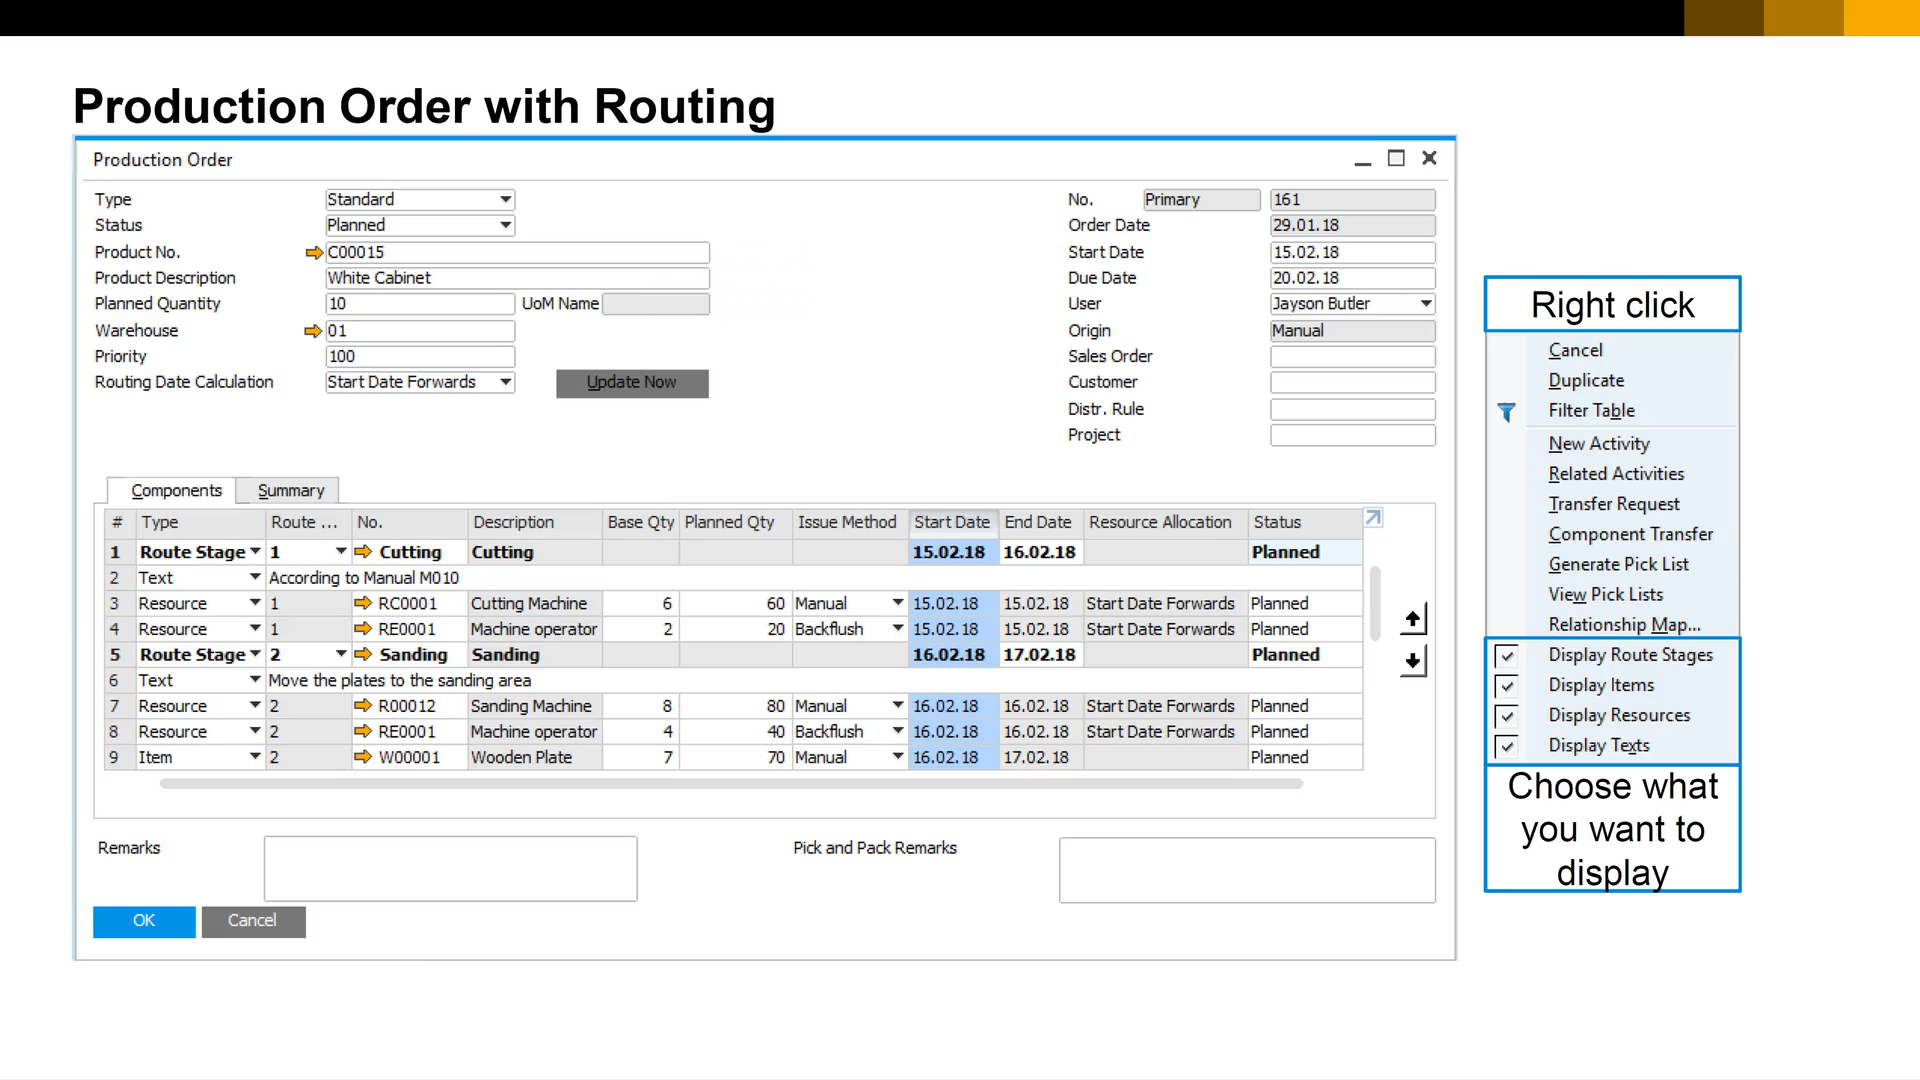 Production Order with Routing
Production Order
Type Standard
Status Planned
Product No. C00015
Product Description White Cabinet
Planned Quantity 10 UoM Name
Warehouse 01
Priority 100
Routing Date Calculation Start Date Forwards Update Now
No. Primary 161
Order Date 29.01.18
Start Date 15.02.18
Due Date 20.02.18
User Jayson Butler
Origin Manual
Sales Order
Customer
Distr. Rule
Project
Components Summary
# Type Route ... No. Description Base Qty Planned Qty Issue Method Start Date End Date Resource Allocation Status
1 Route Stage 1 Cutting Cutting 15.02.18 16.02.18 Planned
2 Text According to Manual M010
3 Resource 1 RC0001 Cutting Machine 6 60 Manual 15.02.18 15.02.18 Start Date Forwards Planned
4 Resource 1 RE0001 Machine operator 2 20 Backflush 15.02.18 15.02.18 Start Date Forwards Planned
5 Route Stage 2 Sanding Sanding 16.02.18 17.02.18 Planned
6 Text Move the plates to the sanding area
7 Resource 2 R00012 Sanding Machine 8 80 Manual 16.02.18 16.02.18 Start Date Forwards Planned
8 Resource 2 RE0001 Machine operator 4 40 Backflush 16.02.18 16.02.18 Start Date Forwards Planned
9 Item 2 W00001 Wooden Plate 7 70 Manual 16.02.18 17.02.18 Planned
Remarks
Pick and Pack Remarks
OK Cancel
Right click
Cancel
Duplicate
Filter Table
New Activity
Related Activities
Transfer Request
Component Transfer
Generate Pick List
View Pick Lists
Relationship Map...
Display Route Stages
Display Items
Display Resources
Display Texts
Choose what
you want to
display